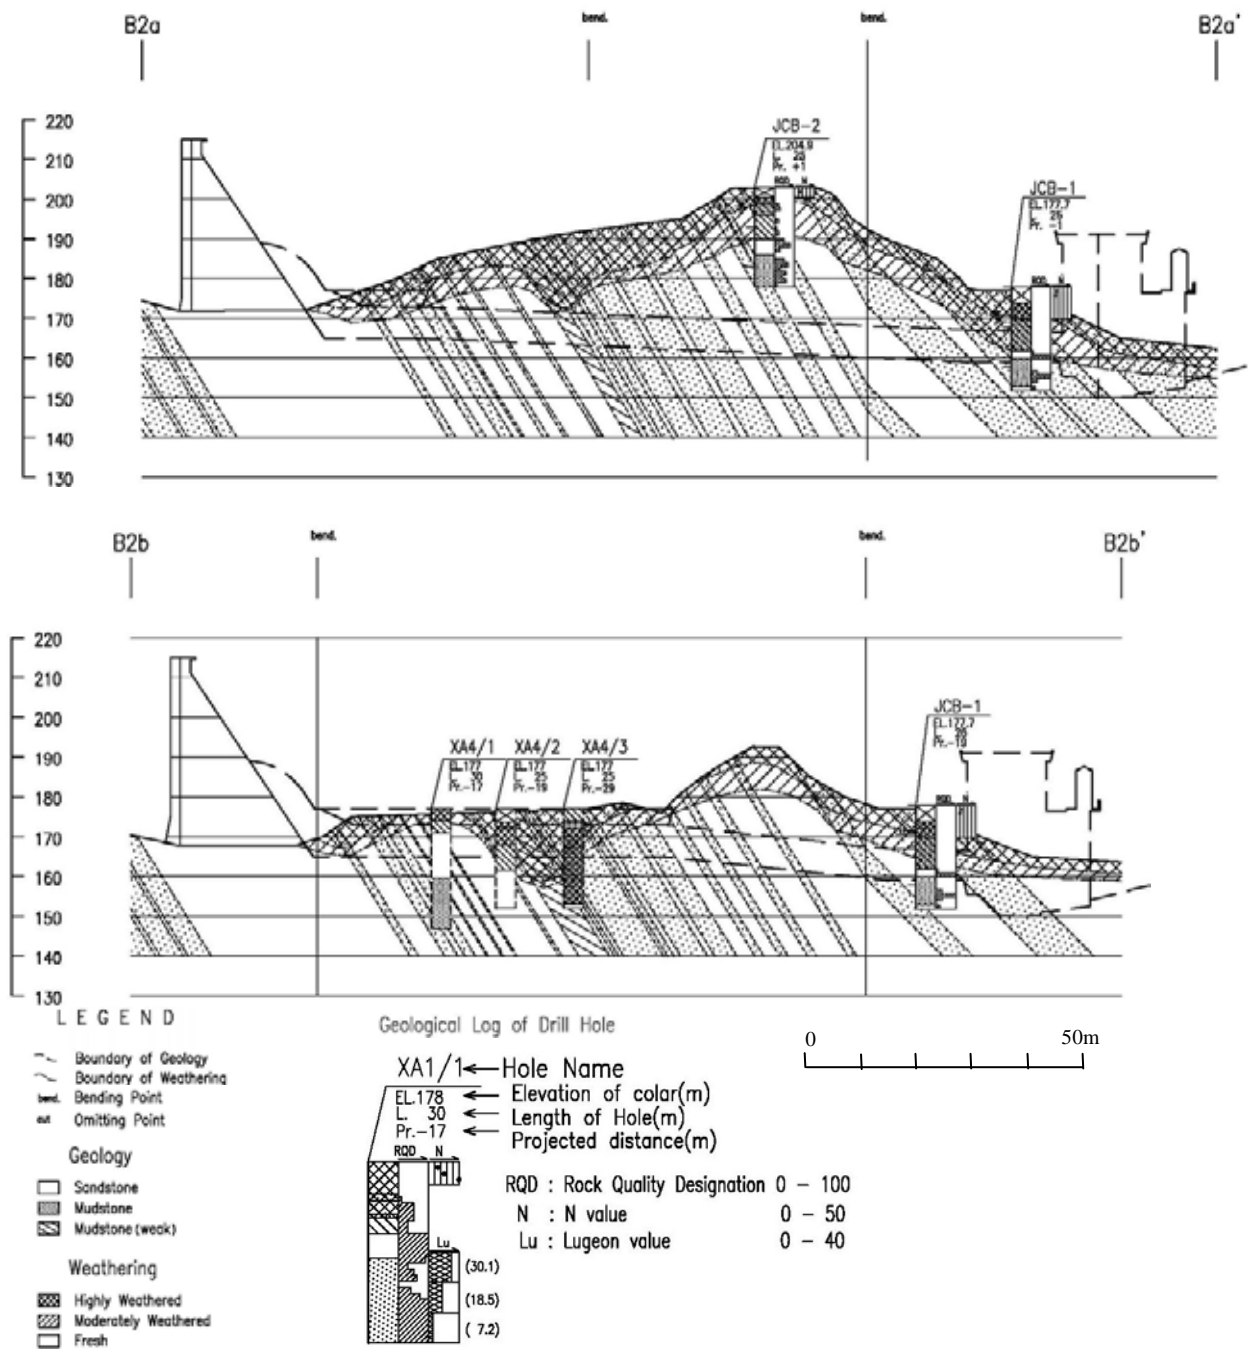 B2a
bend.
bend.
B2a'
220
210
200
190
180
170
160
150
140
130
JCB-2
EL.204.9
L. 25
Pr. +1
RQD N
JCB-1
EL.177.7
L. 25
Pr. -1
RQD N
B2b
bend.
bend.
B2b'
220
210
200
190
180
170
160
150
140
130
XA4/1
EL.177
L. 30
Pr.-17
XA4/2
EL.177
L. 25
Pr.-19
XA4/3
EL.177
L. 25
Pr.-29
JCB-1
EL.177.7
Pr.-19
RQD N
LEGEND
Boundary of Geology
Boundary of Weathering
bend. Bending Point
cut Omitting Point
Geology
Sandstone
Mudstone
Mudstone(weak)
Weathering
Highly Weathered
Moderately Weathered
Fresh
Geological Log of Drill Hole
XA1/1 Hole Name
EL.178 Elevation of colar(m)
L. 30 Length of Hole(m)
Pr.-17 Projected distance(m)
RQD N
Lu
(30.1)
(18.5)
( 7.2)
RQD : Rock Quality Designation 0 - 100
N : N value 0 - 50
Lu : Lugeon value 0 - 40
0 50m